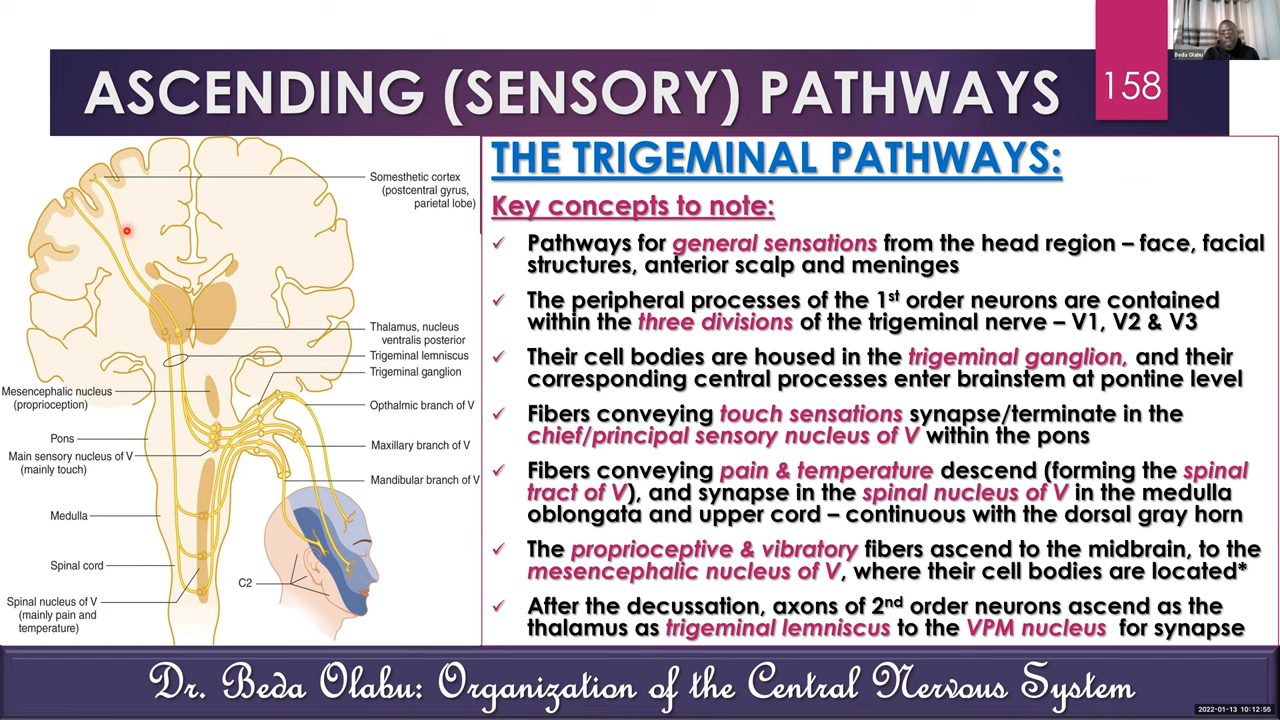 Beda Olabu
ASCENDING (SENSORY) PATHWAYS
158
Somesthetic cortex
(postcentral gyrus,
parietal lobe)
Thalamus, nucleus
ventralis posterior
Trigeminal lemniscus
Trigeminal ganglion
Mesencephalic nucleus
(proprioception)
Opthalmic branch of V
Pons
Main sensory nucleus of V
(mainly touch)
Maxillary branch of V
Mandibular branch of V
Medulla
Spinal cord
C2
Spinal nucleus of V
(mainly pain and
temperature)
THE TRIGEMINAL PATHWAYS:
Key concepts to note:
✓ Pathways for general sensations from the head region – face, facial
structures, anterior scalp and meninges
✓ The peripheral processes of the 1st order neurons are contained
within the three divisions of the trigeminal nerve – V1, V2 & V3
✓ Their cell bodies are housed in the trigeminal ganglion, and their
corresponding central processes enter brainstem at pontine level
✓ Fibers conveying touch sensations synapse/terminate in the
chief/principal sensory nucleus of V within the pons
✓ Fibers conveying pain & temperature descend (forming the spinal
tract of V), and synapse in the spinal nucleus of V in the medulla
oblongata and upper cord – continuous with the dorsal gray horn
✓ The proprioceptive & vibratory fibers ascend to the midbrain, to the
mesencephalic nucleus of V, where their cell bodies are located*
✓ After the decussation, axons of 2nd order neurons ascend as the
thalamus as trigeminal lemniscus to the VPM nucleus for synapse
Dr. Beda Olabu: Organization of the Central Nervous System
2022-01-13 10:12:55